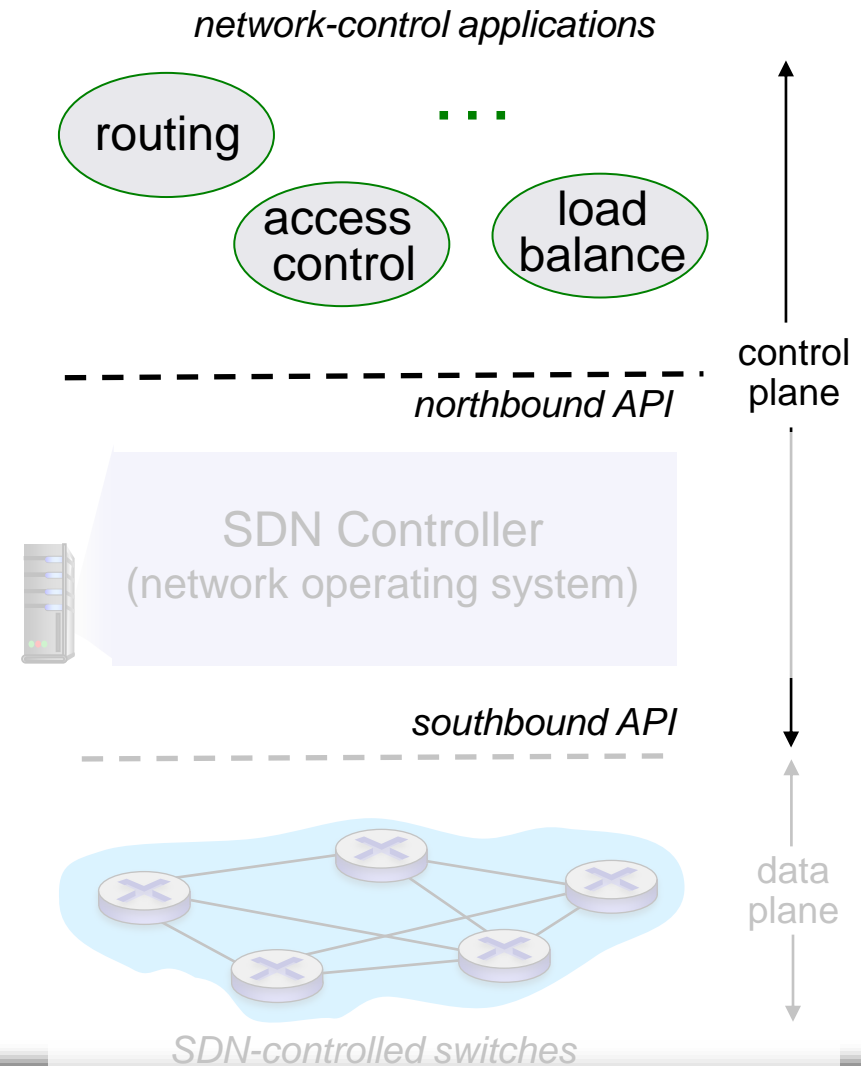 network-control applications
routing
. . .
access
control
load
balance
control
plane
northbound API
SDN Controller
(network operating system)
southbound API
data
plane
SDN-controlled switches